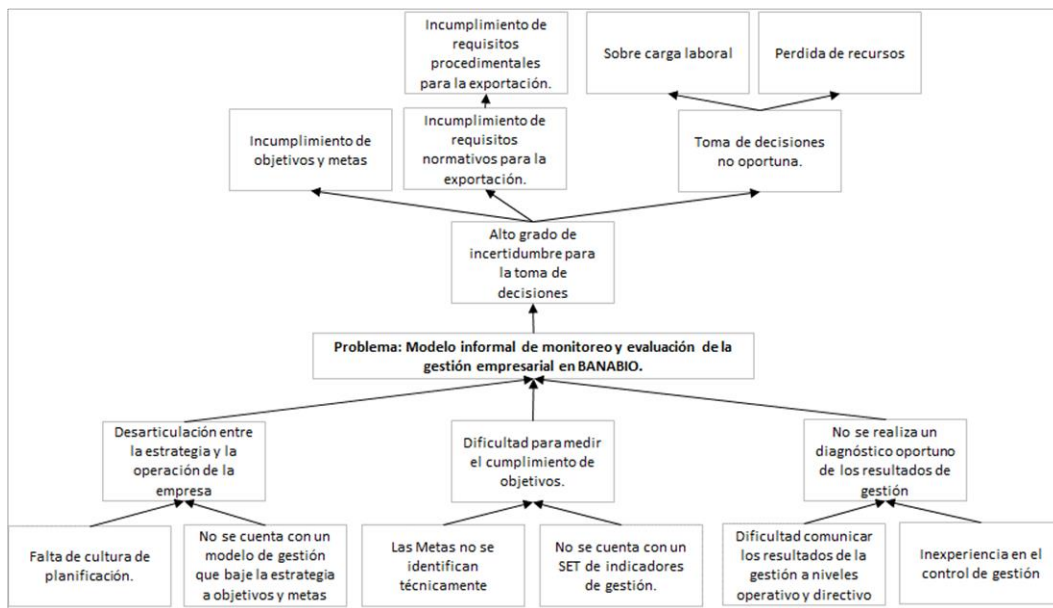 Incumplimiento de
requisitos
procedimentales
para la exportación.
Sobre carga laboral
Perdida de recursos
Incumplimiento de
objetivos y metas
Incumplimiento de
requisitos
normativos para la
exportación.
Toma de decisiones
no oportuna.
Alto grado de
incertidumbre para
la toma de
decisiones
Problema: Modelo informal de monitoreo y evaluación de la
gestión empresarial en BANABIO.
Desarticulación entre
la estrategia y la
operación de la
empresa
Dificultad para medir
el cumplimiento de
objetivos.
No se realiza un
diagnóstico oportuno
de los resultados de
gestión
Falta de cultura de
planificación.
No se cuenta con un
modelo de gestión
que baje la estrategia
a objetivos y metas
Las Metas no se
identifican
técnicamente
No se cuenta con un
SET de indicadores
de gestión.
Dificultad comunicar
los resultados de la
gestión a niveles
operativo y directivo
Inexperiencia en el
control de gestión